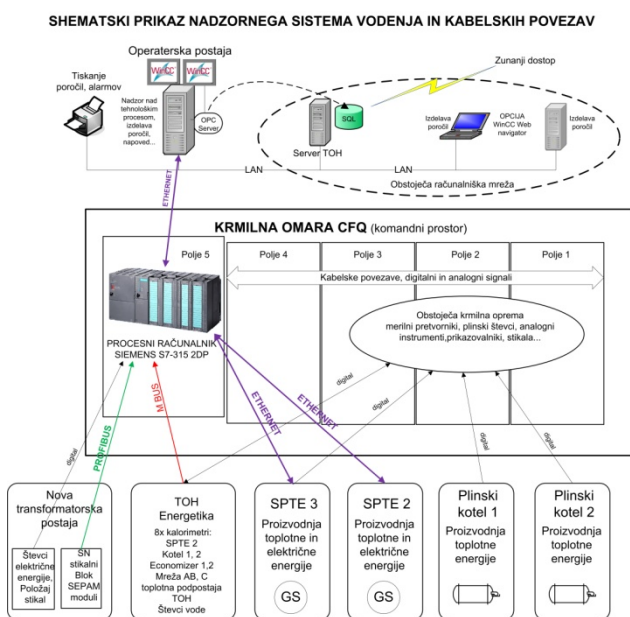 SHEMATSKI PRIKAZ NADZORNEGA SISTEMA VODENJA IN KABELSKIH POVEZAV
Operaterska postaja
Tiskanje
poročil, alarmov
WinCC
WinCC
Nadzor nad
tehnološkim
procesom,
izdelava
poročil,
napoved...
OPC
Server
Zunanji dostop
SQL
Server TOH
Izdelava
poročil
OPCIJA
WinCC Web
navigator
Izdelava
poročil
LAN
LAN
Obstoječa računalniška mreža
ETHERNET
KRMILNA OMARA CFQ (komandni prostor)
Polje 5
Polje 4
Polje 3
Polje 2
Polje 1
Kabelske povezave, digitalni in analogni signali
Obstoječa krmilna oprema
merilni pretvorniki, plinski števci, analogni
instrumenti,prikazovalniki, stikala...
PROCESNI RAČUNALNIK
SIEMENS S7-315 2DP
digital
PROFIBUS
M BUS
ETHERNET
ETHERNET
digital
digital
digital
digital
Nova
transformatorska
postaja
Števci
električne
energije,
Položaj
stikal
SN
stikalni
Blok
SEPAM
moduli
TOH
Energetika
8x kalorimetri:
SPTE 2
Kotel 1, 2
Economizer 1,2
Mreža AB, C
toplotna podpostaja
TOH
Števci vode
SPTE 3
Proizvodnja
toplotne in
električne
energije
GS
SPTE 2
Proizvodnja
toplotne in
električne
energije
GS
Plinski
kotel 1
Proizvodnja
toplotne
energije
Plinski
kotel 2
Proizvodnja
toplotne
energije